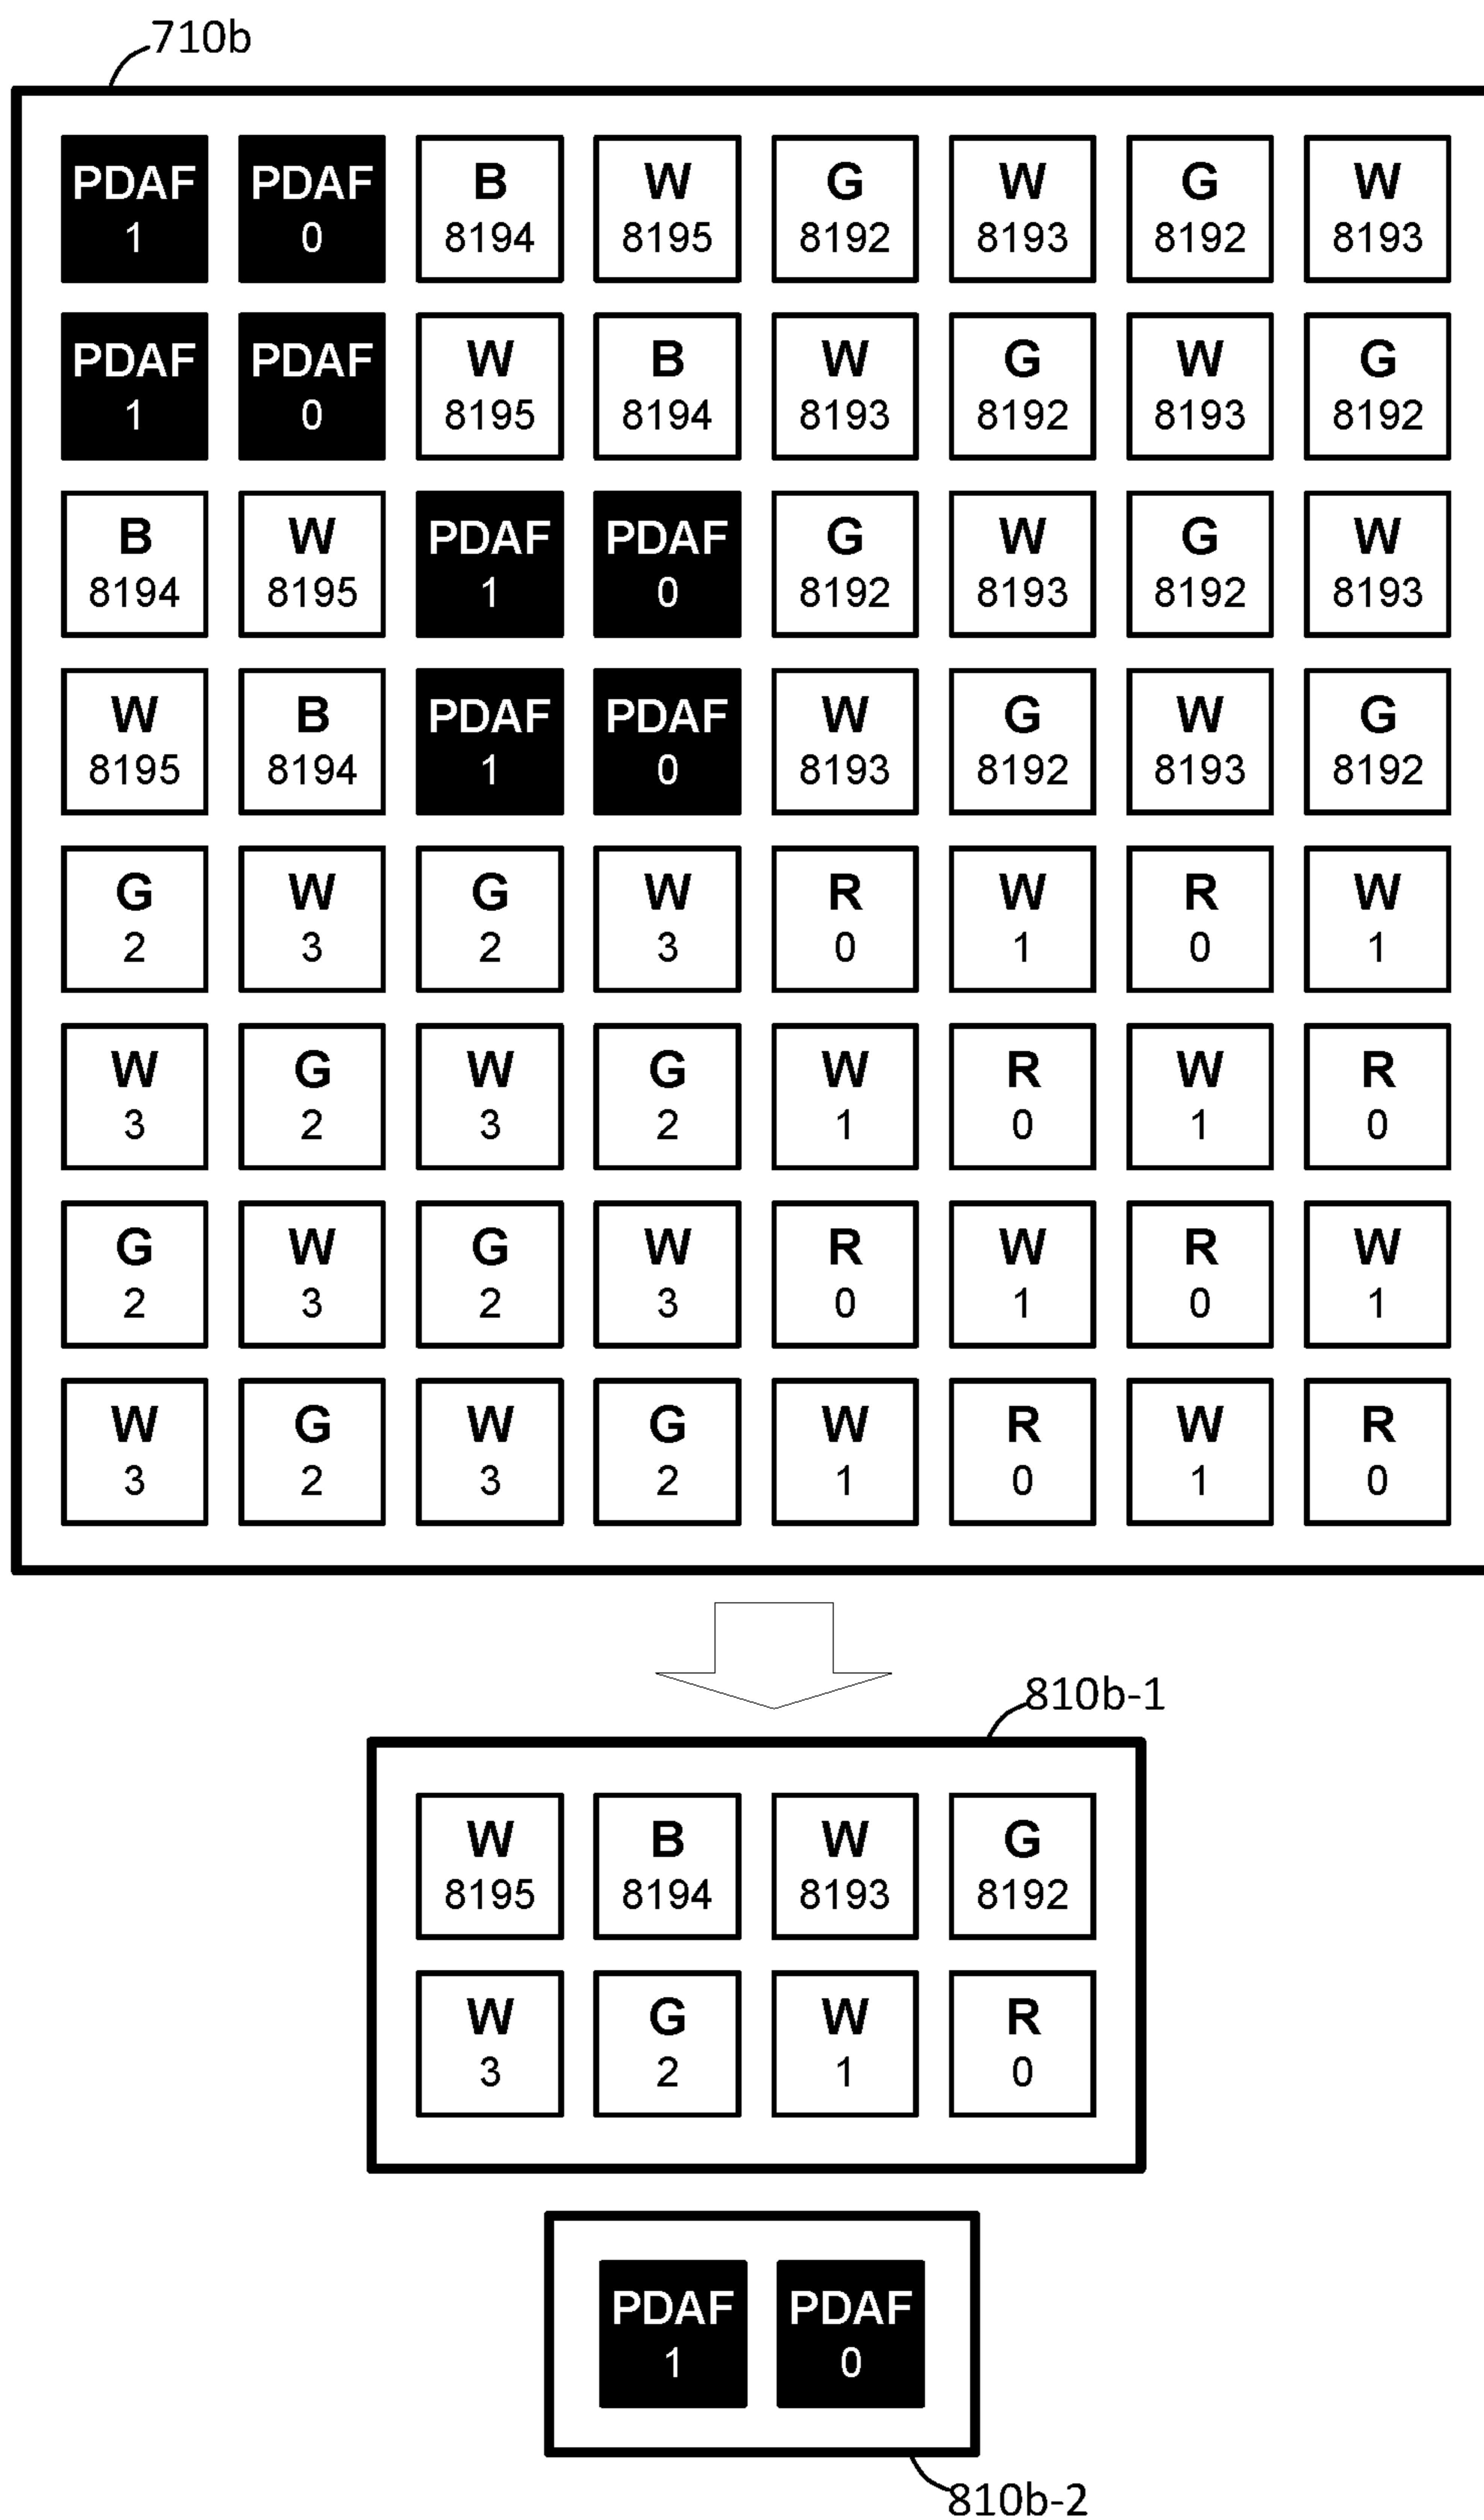 710b
PDAF PDAF B W G W G W
1 0 8194 8195 8192 8193 8192 8193
PDAF PDAF W B W G W G
1 0 8195 8194 8193 8192 8193 8192
B W PDAF PDAF G W G W
8194 8195 1 0 8192 8193 8192 8193
W B PDAF PDAF W G W G
8195 8194 1 0 8193 8192 8193 8192
G W G W R W R W
2 3 2 3 0 1 0 1
W G W G W R W R
3 2 3 2 1 0 1 0
G W G W R W R W
2 3 2 3 0 1 0 1
W G W G W R W R
3 2 3 2 1 0 1 0
810b-1
W B W G
8195 8194 8193 8192
W G W R
3 2 1 0
PDAF PDAF
1 0
810b-2